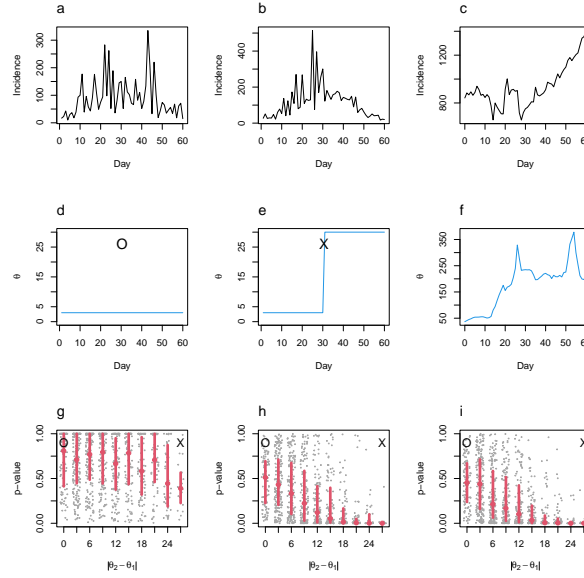 a
b
c
Incidence
0 100 200 300
0 10 20 30 40 50 60
Day
Incidence
0 200 400
0 10 20 30 40 50 60
Day
Incidence
800 1200
0 10 20 30 40 50 60
Day
d
e
f
θ
0 5 15 25
O
0 10 20 30 40 50 60
Day
θ
0 5 15 25
X
0 10 20 30 40 50 60
Day
θ
50 150 250 350
0 10 20 30 40 50 60
Day
g
h
i
p-value
0.00 0.50 1.00
O
X
0 6 12 18 24
|θ2 − θ1|
p-value
0.00 0.50 1.00
O
X
0 6 12 18 24
|θ2 − θ1|
p-value
0.00 0.50 1.00
O
X
0 6 12 18 24
|θ2 − θ1|